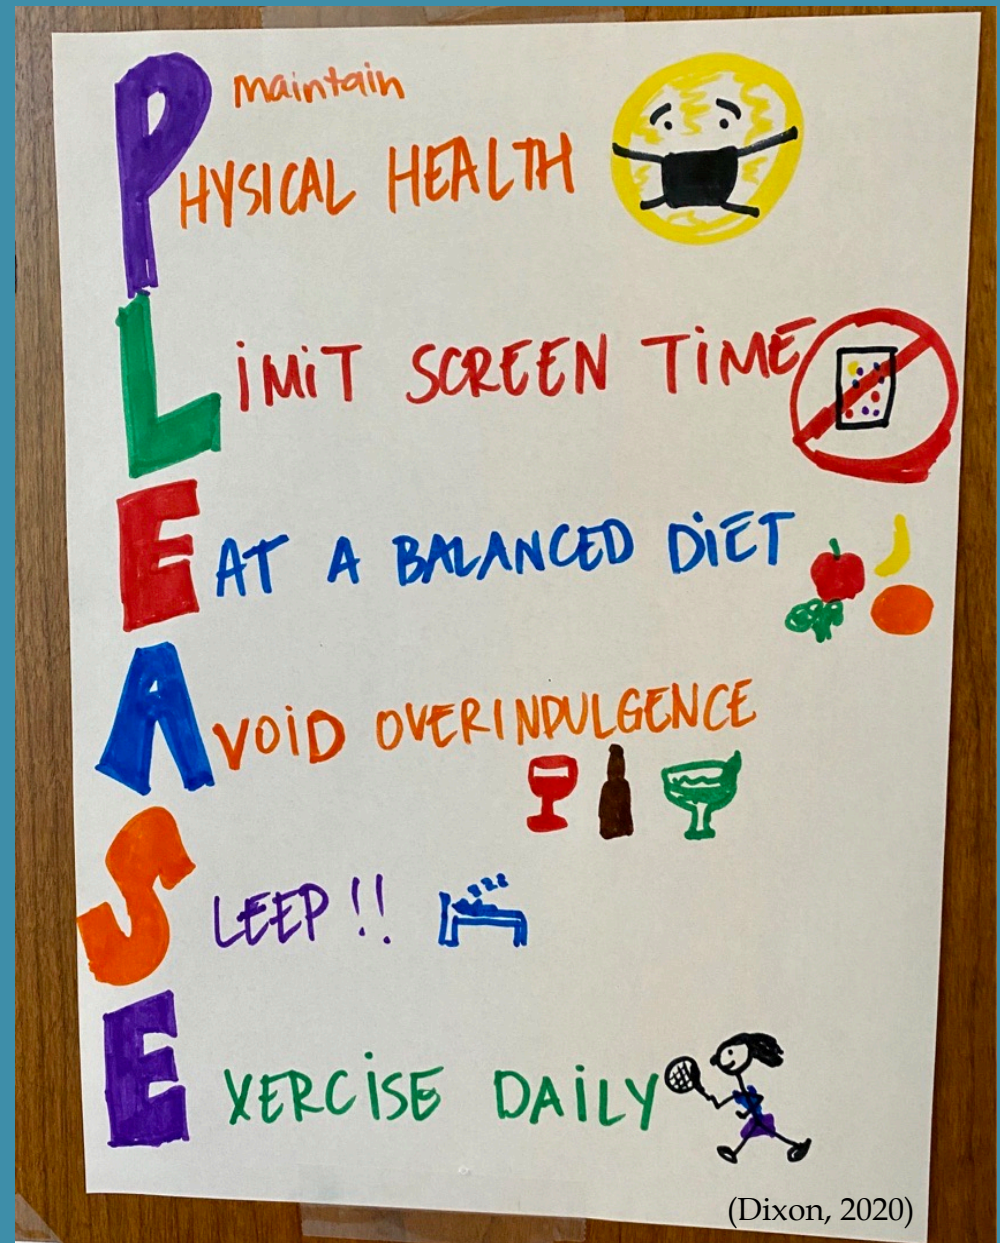 maintain
PHYSICAL HEALTH
LIMIT SCREEN TIME
EAT A BALANCED DIET
AVOID OVERINDULGENCE
SLEEP!!
EXERCISE DAILY
(Dixon, 2020)